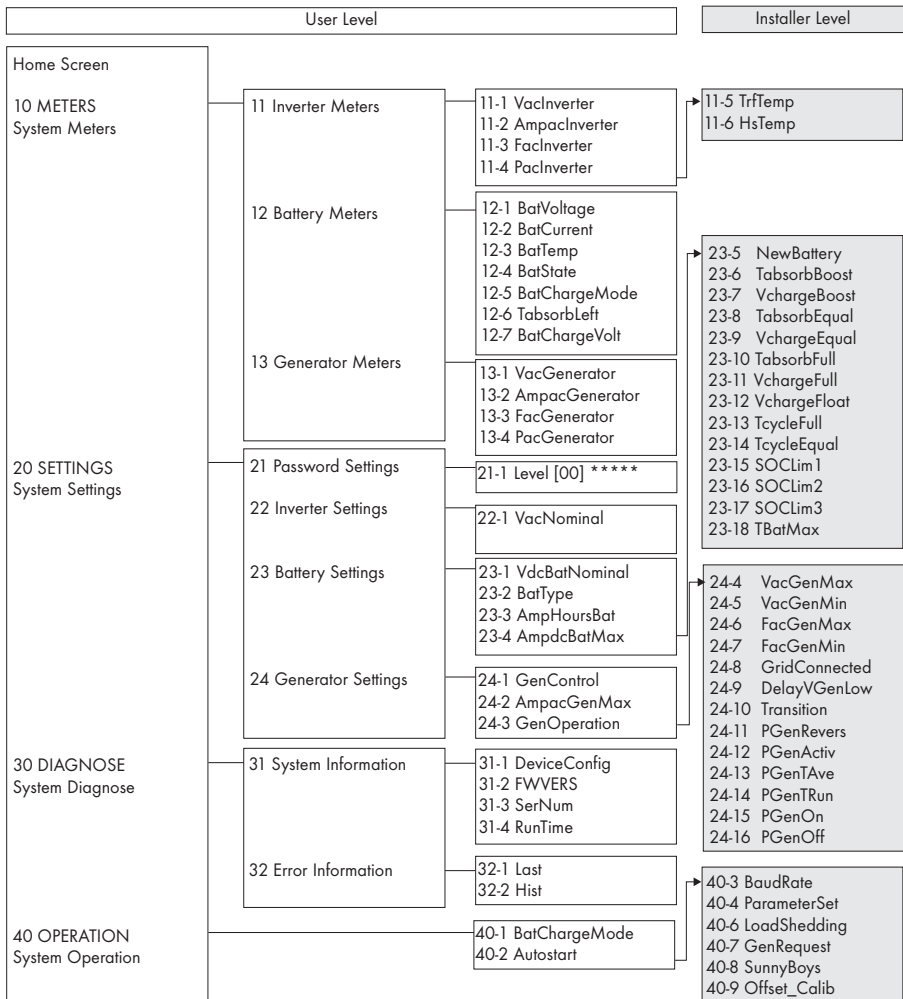 User Level
Installer Level
Home Screen
10 METERS
System Meters
11 Inverter Meters
11-1 VacInverter
11-2 AmpacInverter
11-3 FacInverter
11-4 PacInverter
11-5 TrfTemp
11-6 HsTemp
12 Battery Meters
12-1 BatVoltage
12-2 BatCurrent
12-3 BatTemp
12-4 BatState
12-5 BatChargeMode
12-6 TabsorbLeft
12-7 BatChargeVolt
13 Generator Meters
13-1 VacGenerator
13-2 AmpacGenerator
13-3 FacGenerator
13-4 PacGenerator
20 SETTINGS
System Settings
21 Password Settings
21-1 Level [00] *****
22 Inverter Settings
22-1 VacNominal
23 Battery Settings
23-1 VdcBatNominal
23-2 BatType
23-3 AmpHoursBat
23-4 AmpdcBatMax
23-5 NewBattery
23-6 TabsorbBoost
23-7 VchargeBoost
23-8 TabsorbEqual
23-9 VchargeEqual
23-10 TabsorbFull
23-11 VchargeFull
23-12 VchargeFloat
23-13 TcycleFull
23-14 TcycleEqual
23-15 SOCLim1
23-16 SOCLim2
23-17 SOCLim3
23-18 TBatMax
24 Generator Settings
24-1 GenControl
24-2 AmpacGenMax
24-3 GenOperation
24-4 VacGenMax
24-5 VacGenMin
24-6 FacGenMax
24-7 FacGenMin
24-8 GridConnected
24-9 DelayVGenLow
24-10 Transition
24-11 PGenRevers
24-12 PGenActiv
24-13 PGenTAve
24-14 PGenTRun
24-15 PGenOn
24-16 PGenOff
30 DIAGNOSE
System Diagnose
31 System Information
31-1 DeviceConfig
31-2 FWVERS
31-3 SerNum
31-4 RunTime
32 Error Information
32-1 Last
32-2 Hist
40 OPERATION
System Operation
40-1 BatChargeMode
40-2 Autostart
40-3 BaudRate
40-4 ParameterSet
40-6 LoadShedding
40-7 GenRequest
40-8 SunnyBoys
40-9 Offset_Calib